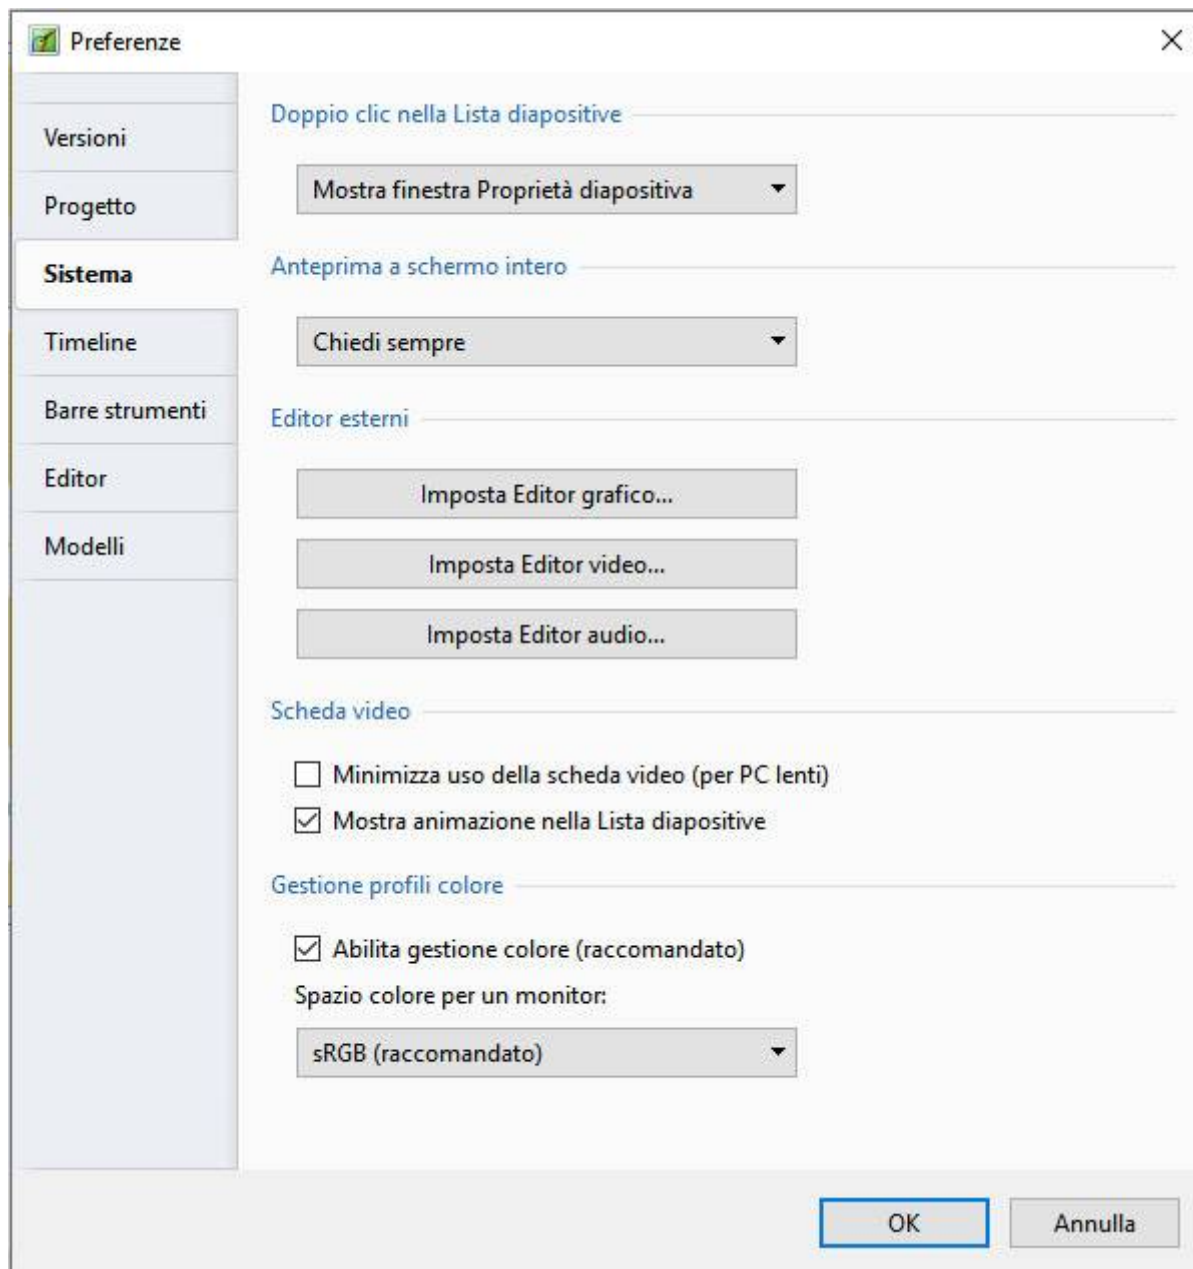 Preferenze
Versioni
Progetto
Sistema
Timeline
Barre strumenti
Editor
Modelli
Doppio clic nella Lista diapositive
Mostra finestra Proprietà diapositiva
Anteprima a schermo intero
Chiedi sempre
Editor esterni
Imposta Editor grafico...
Imposta Editor video...
Imposta Editor audio...
Scheda video
Minimizza uso della scheda video (per PC lenti)
Mostra animazione nella Lista diapositive
Gestione profili colore
Abilita gestione colore (raccomandato)
Spazio colore per un monitor:
sRGB (raccomandato)
OK
Annulla